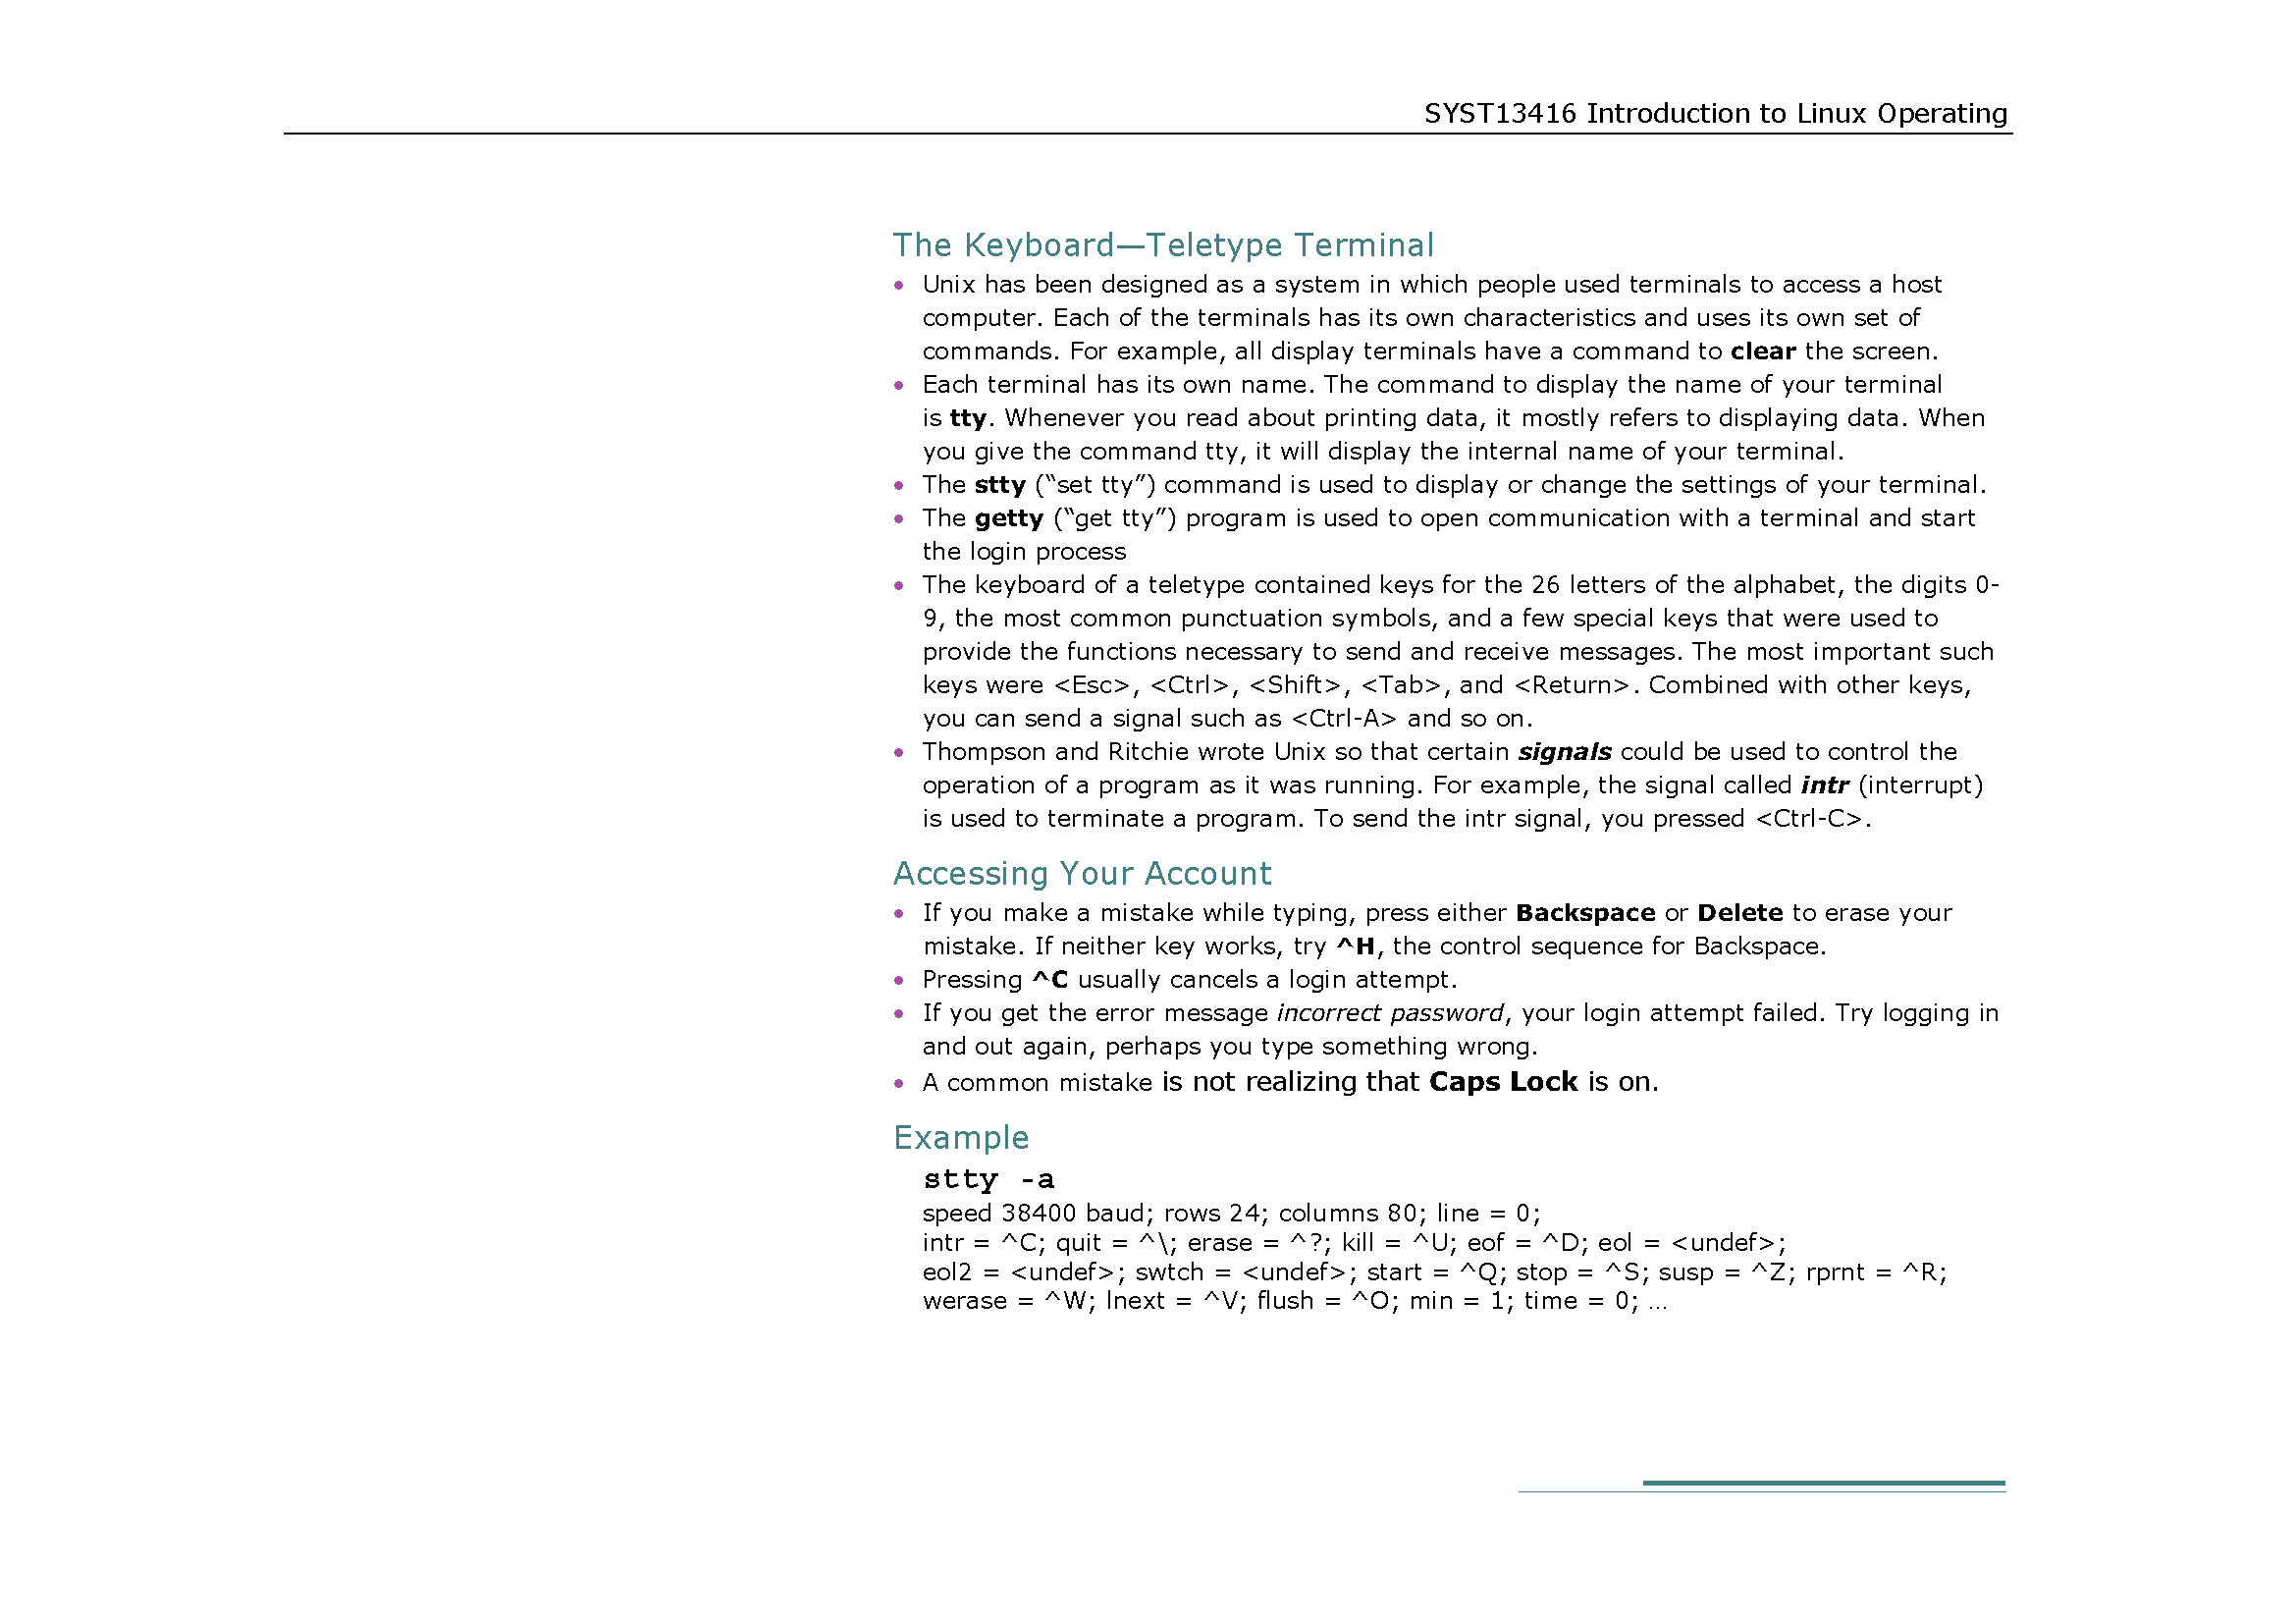 SYST13416 Introduction to Linux Operating
The Keyboard—Teletype Terminal
• Unix has been designed as a system in which people used terminals to access a host
computer. Each of the terminals has its own characteristics and uses its own set of
commands. For example, all display terminals have a command to clear the screen.
• Each terminal has its own name. The command to display the name of your terminal
is tty. Whenever you read about printing data, it mostly refers to displaying data. When
you give the command tty, it will display the internal name of your terminal.
• The stty (“set tty”) command is used to display or change the settings of your terminal.
• The getty (“get tty”) program is used to open communication with a terminal and start
the login process
• The keyboard of a teletype contained keys for the 26 letters of the alphabet, the digits 0-
9, the most common punctuation symbols, and a few special keys that were used to
provide the functions necessary to send and receive messages. The most important such
keys were <Esc>, <Ctrl>, <Shift>, <Tab>, and <Return>. Combined with other keys,
you can send a signal such as <Ctrl-A> and so on.
• Thompson and Ritchie wrote Unix so that certain signals could be used to control the
operation of a program as it was running. For example, the signal called intr (interrupt)
is used to terminate a program. To send the intr signal, you pressed <Ctrl-C>.
Accessing Your Account
• If you make a mistake while typing, press either Backspace or Delete to erase your
mistake. If neither key works, try ^H, the control sequence for Backspace.
• Pressing ^C usually cancels a login attempt.
• If you get the error message incorrect password, your login attempt failed. Try logging in
and out again, perhaps you type something wrong.
• A common mistake is not realizing that Caps Lock is on.
Example
stty -a
speed 38400 baud; rows 24; columns 80; line = 0;
intr = ^C; quit = ^\; erase = ^?; kill = ^U; eof = ^D; eol = <undef>;
eol2 = <undef>; swtch = <undef>; start = ^Q; stop = ^S; susp = ^Z; rprnt = ^R;
werase = ^W; lnext = ^V; flush = ^O; min = 1; time = 0; …